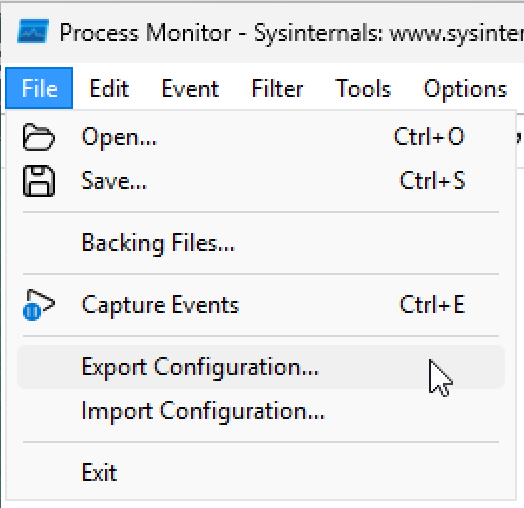 Process Monitor - Sysinternals: www.sysinter
File Edit Event Filter Tools Options
Open... Ctrl+O
Save... Ctrl+S
Backing Files...
Capture Events Ctrl+E
Export Configuration...
Import Configuration...
Exit